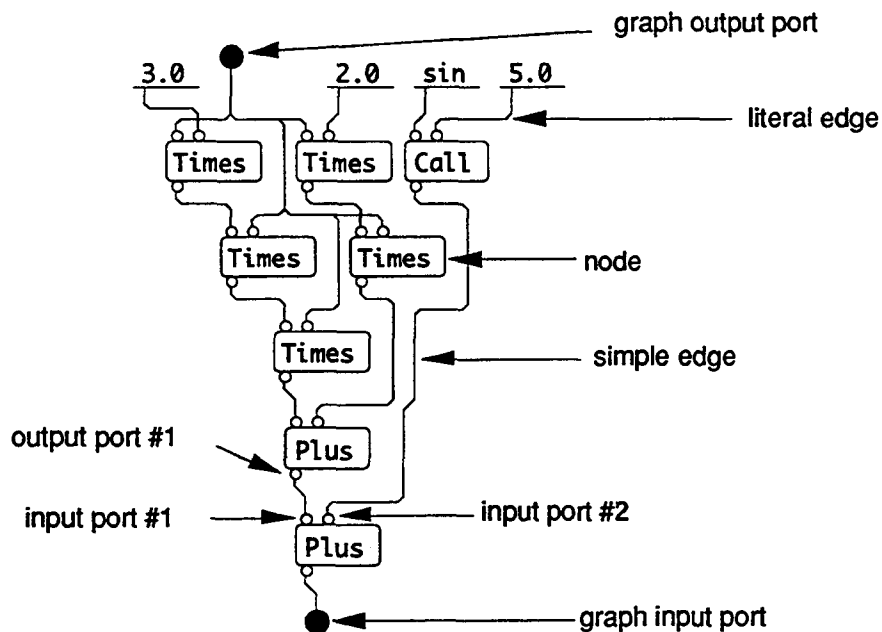 graph output port
3.0 2.0 sin 5.0
literal edge
Times Times Call
Times Times
node
Times
simple edge
output port #1
Plus
input port #1
input port #2
Plus
graph input port